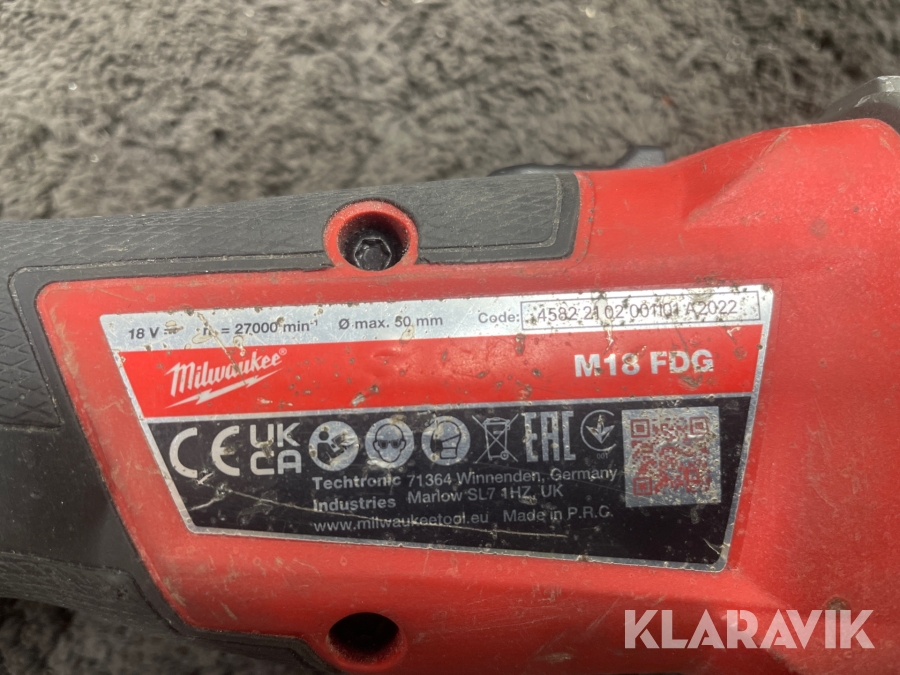 18 V n₀ = 27000 min⁻¹ Ø max. 50 mm Code: 4582 21 02 001101 A2022
Milwaukee®
M18 FDG
CE UK CA EAC
Techtronic 71364 Winnenden, Germany
Industries Marlow SL7 1HZ, UK
www.milwaukeetool.eu Made in P.R.C.
KLARAVIK